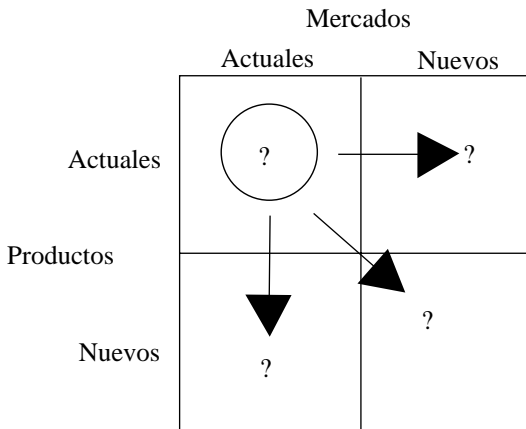 Mercados
Actuales Nuevos
Actuales ? ?
Productos
Nuevos ? ?